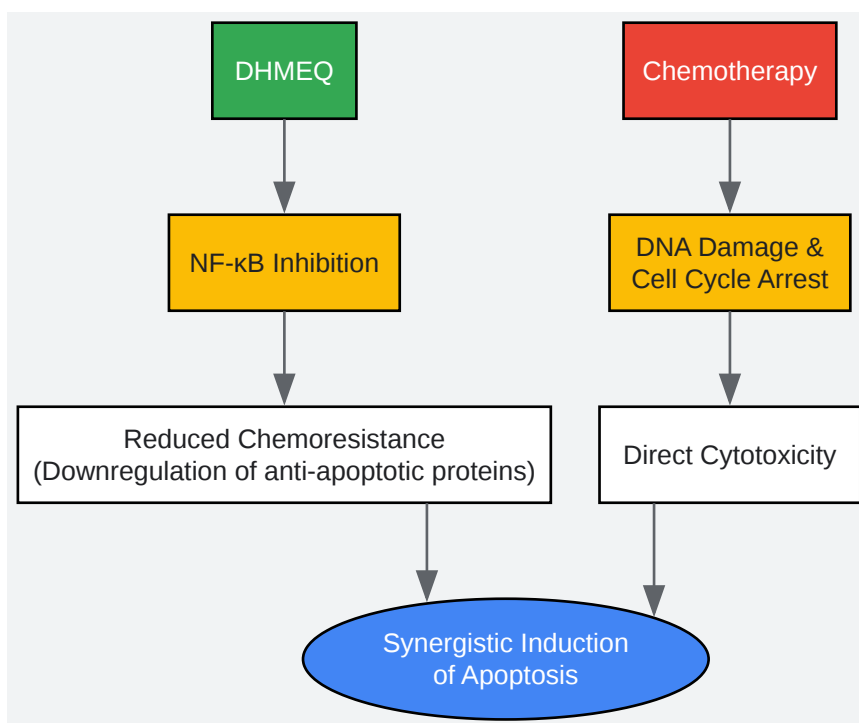 DHMEQ
Chemotherapy
NF-κB Inhibition
DNA Damage &
Cell Cycle Arrest
Reduced Chemoresistance
(Downregulation of anti-apoptotic proteins)
Direct Cytotoxicity
Synergistic Induction
of Apoptosis